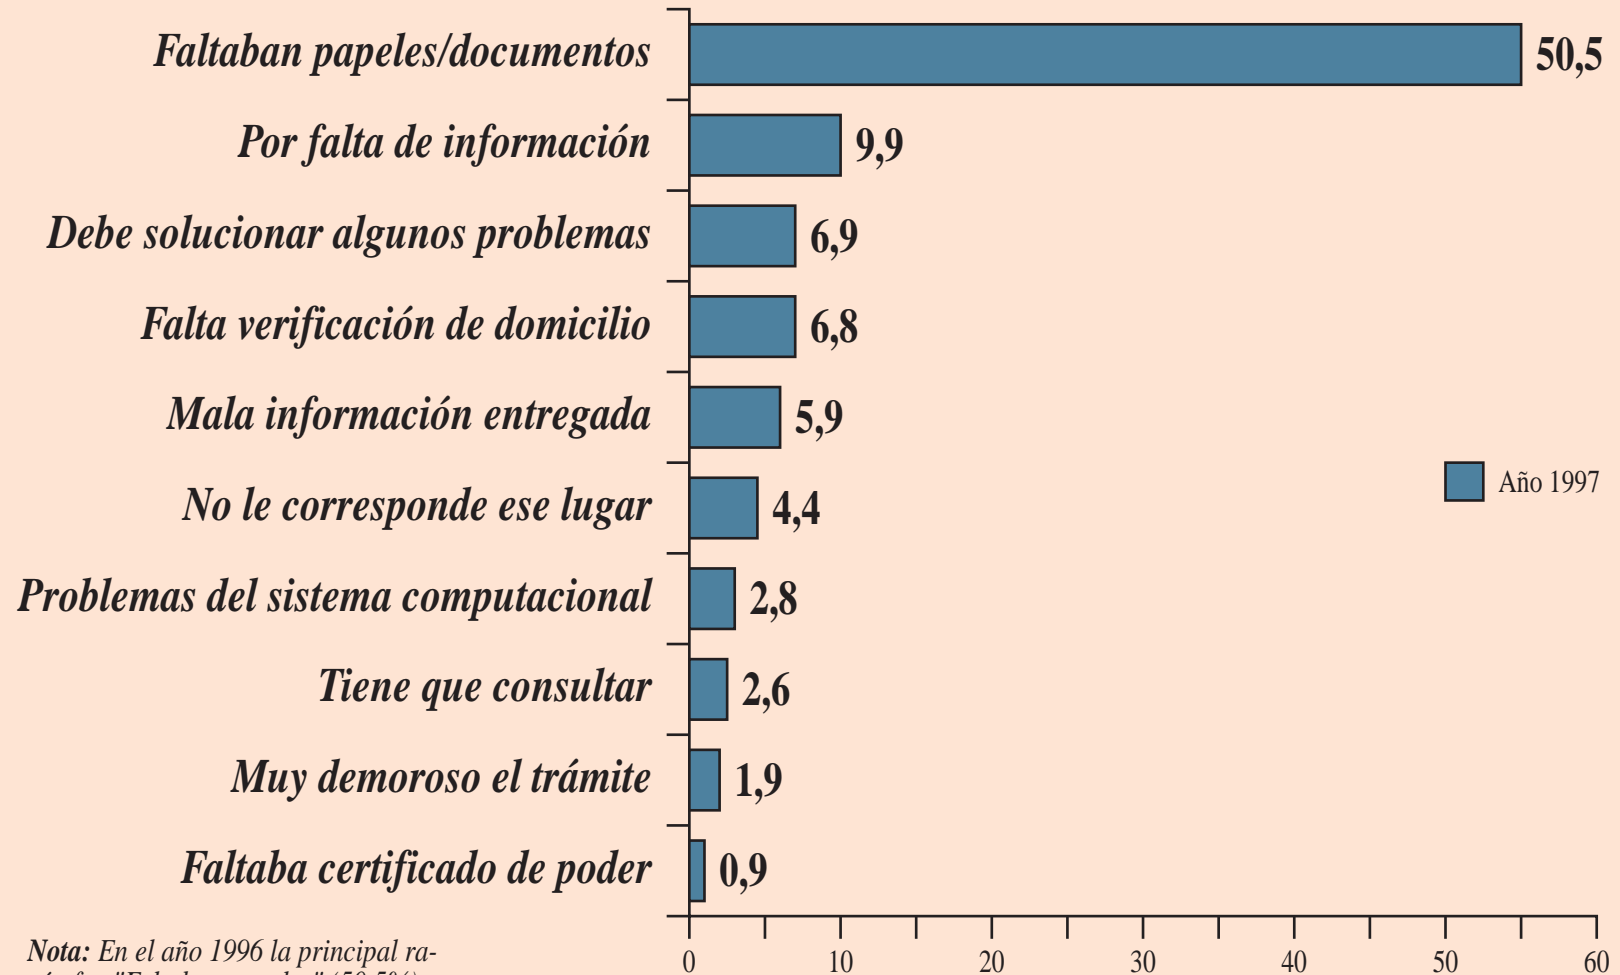 Faltaban papeles/documentos 50,5
Por falta de información 9,9
Debe solucionar algunos problemas 6,9
Falta verificación de domicilio 6,8
Mala información entregada 5,9
Año 1997
No le corresponde ese lugar 4,4
Problemas del sistema computacional 2,8
Tiene que consultar 2,6
Muy demoroso el trámite 1,9
Faltaba certificado de poder 0,9
0 10 20 30 40 50 60
Nota: En el año 1996 la principal ra-